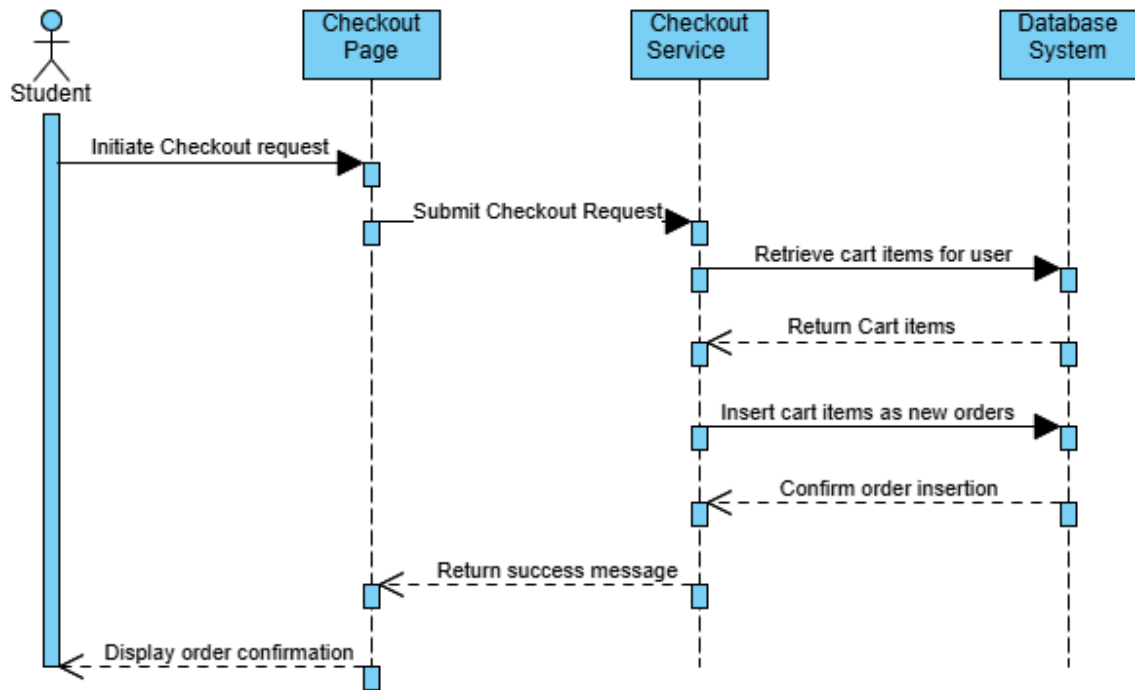 Checkout
Page
Checkout
Service
Database
System
Student
Initiate Checkout request
Submit Checkout Request
Retrieve cart items for user
Return Cart items
Insert cart items as new orders
Confirm order insertion
Return success message
Display order confirmation